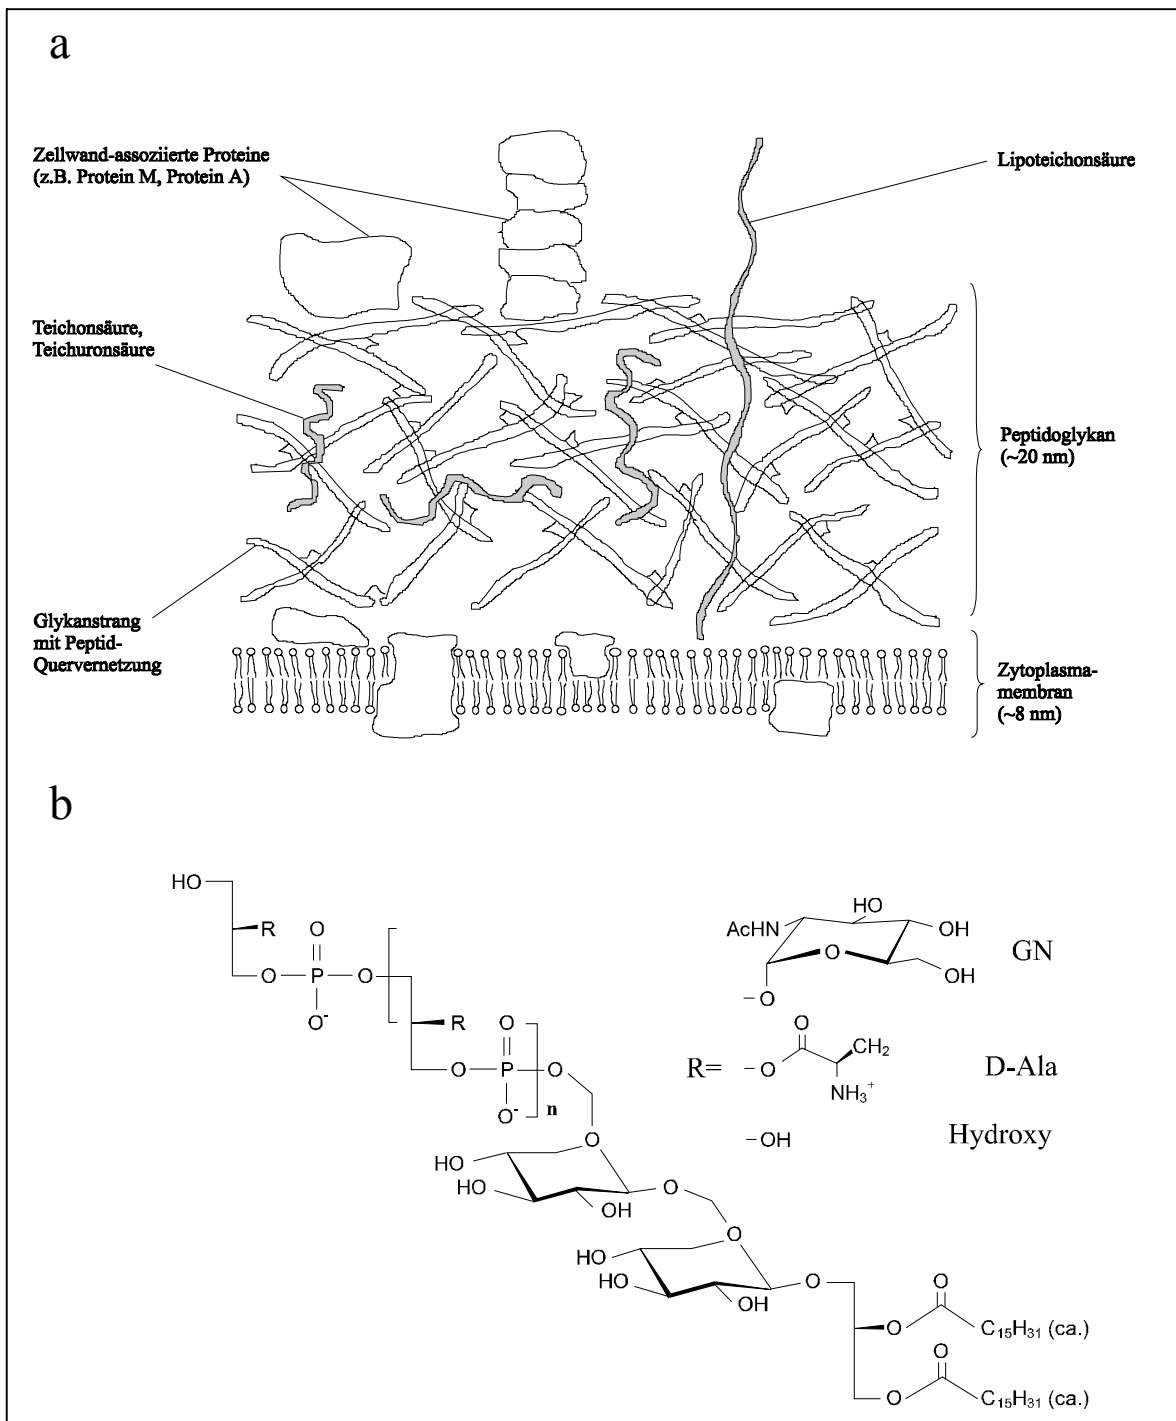 a
Zellwand-assoziierte Proteine
(z.B. Protein M, Protein A)
Lipoteichonsäure
Teichonsäure,
Teichuronsäure
Peptidoglykan
(~20 nm)
Glykanstrang
mit Peptid-
Quervernetzung
Zytoplasma-
membran
(~8 nm)
b
HO
R
O
O
P
O
O-
R
O
O
P
O
O-
n
HO
AcHN
O
OH
OH
GN
-O
O
CH2
R=
-O
NH3+
D-Ala
-OH
Hydroxy
O
HO
HO
OH
O
O
HO
HO
OH
O
O
O
C15H31 (ca.)
O
O
C15H31 (ca.)